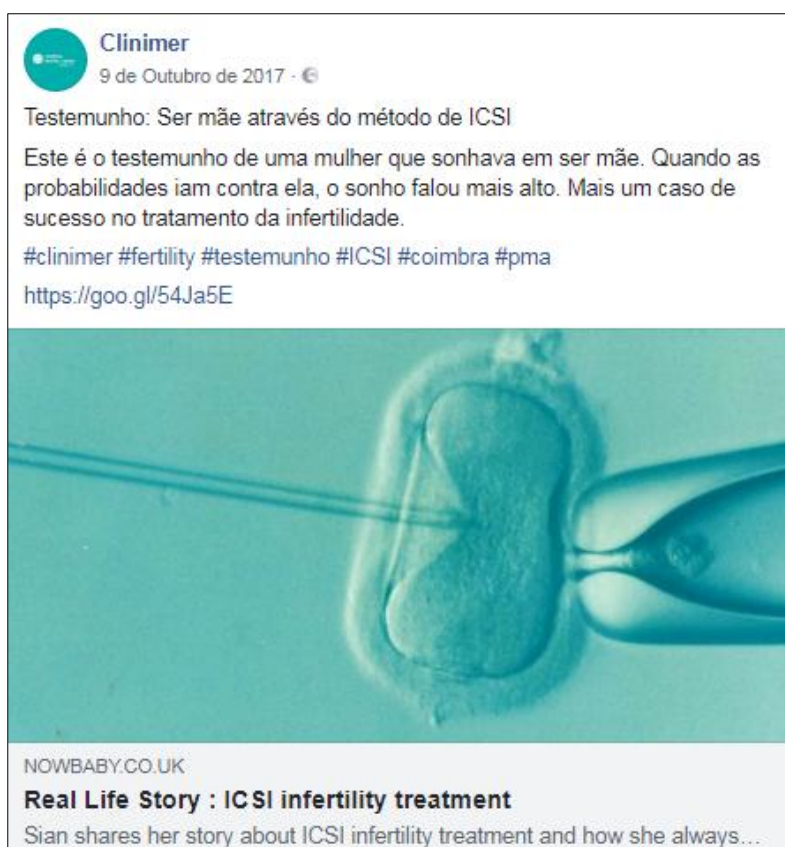 Clinimer
9 de Outubro de 2017 ·
Testemunho: Ser mãe através do método de ICSI
Este é o testemunho de uma mulher que sonhava em ser mãe. Quando as
probabilidades iam contra ela, o sonho falou mais alto. Mais um caso de
sucesso no tratamento da infertilidade.
#clinimer #fertility #testemunho #ICSI #coimbra #pma
https://goo.gl/54Ja5E
NOWBABY.CO.UK
Real Life Story : ICSI infertility treatment
Sian shares her story about ICSI infertility treatment and how she always...